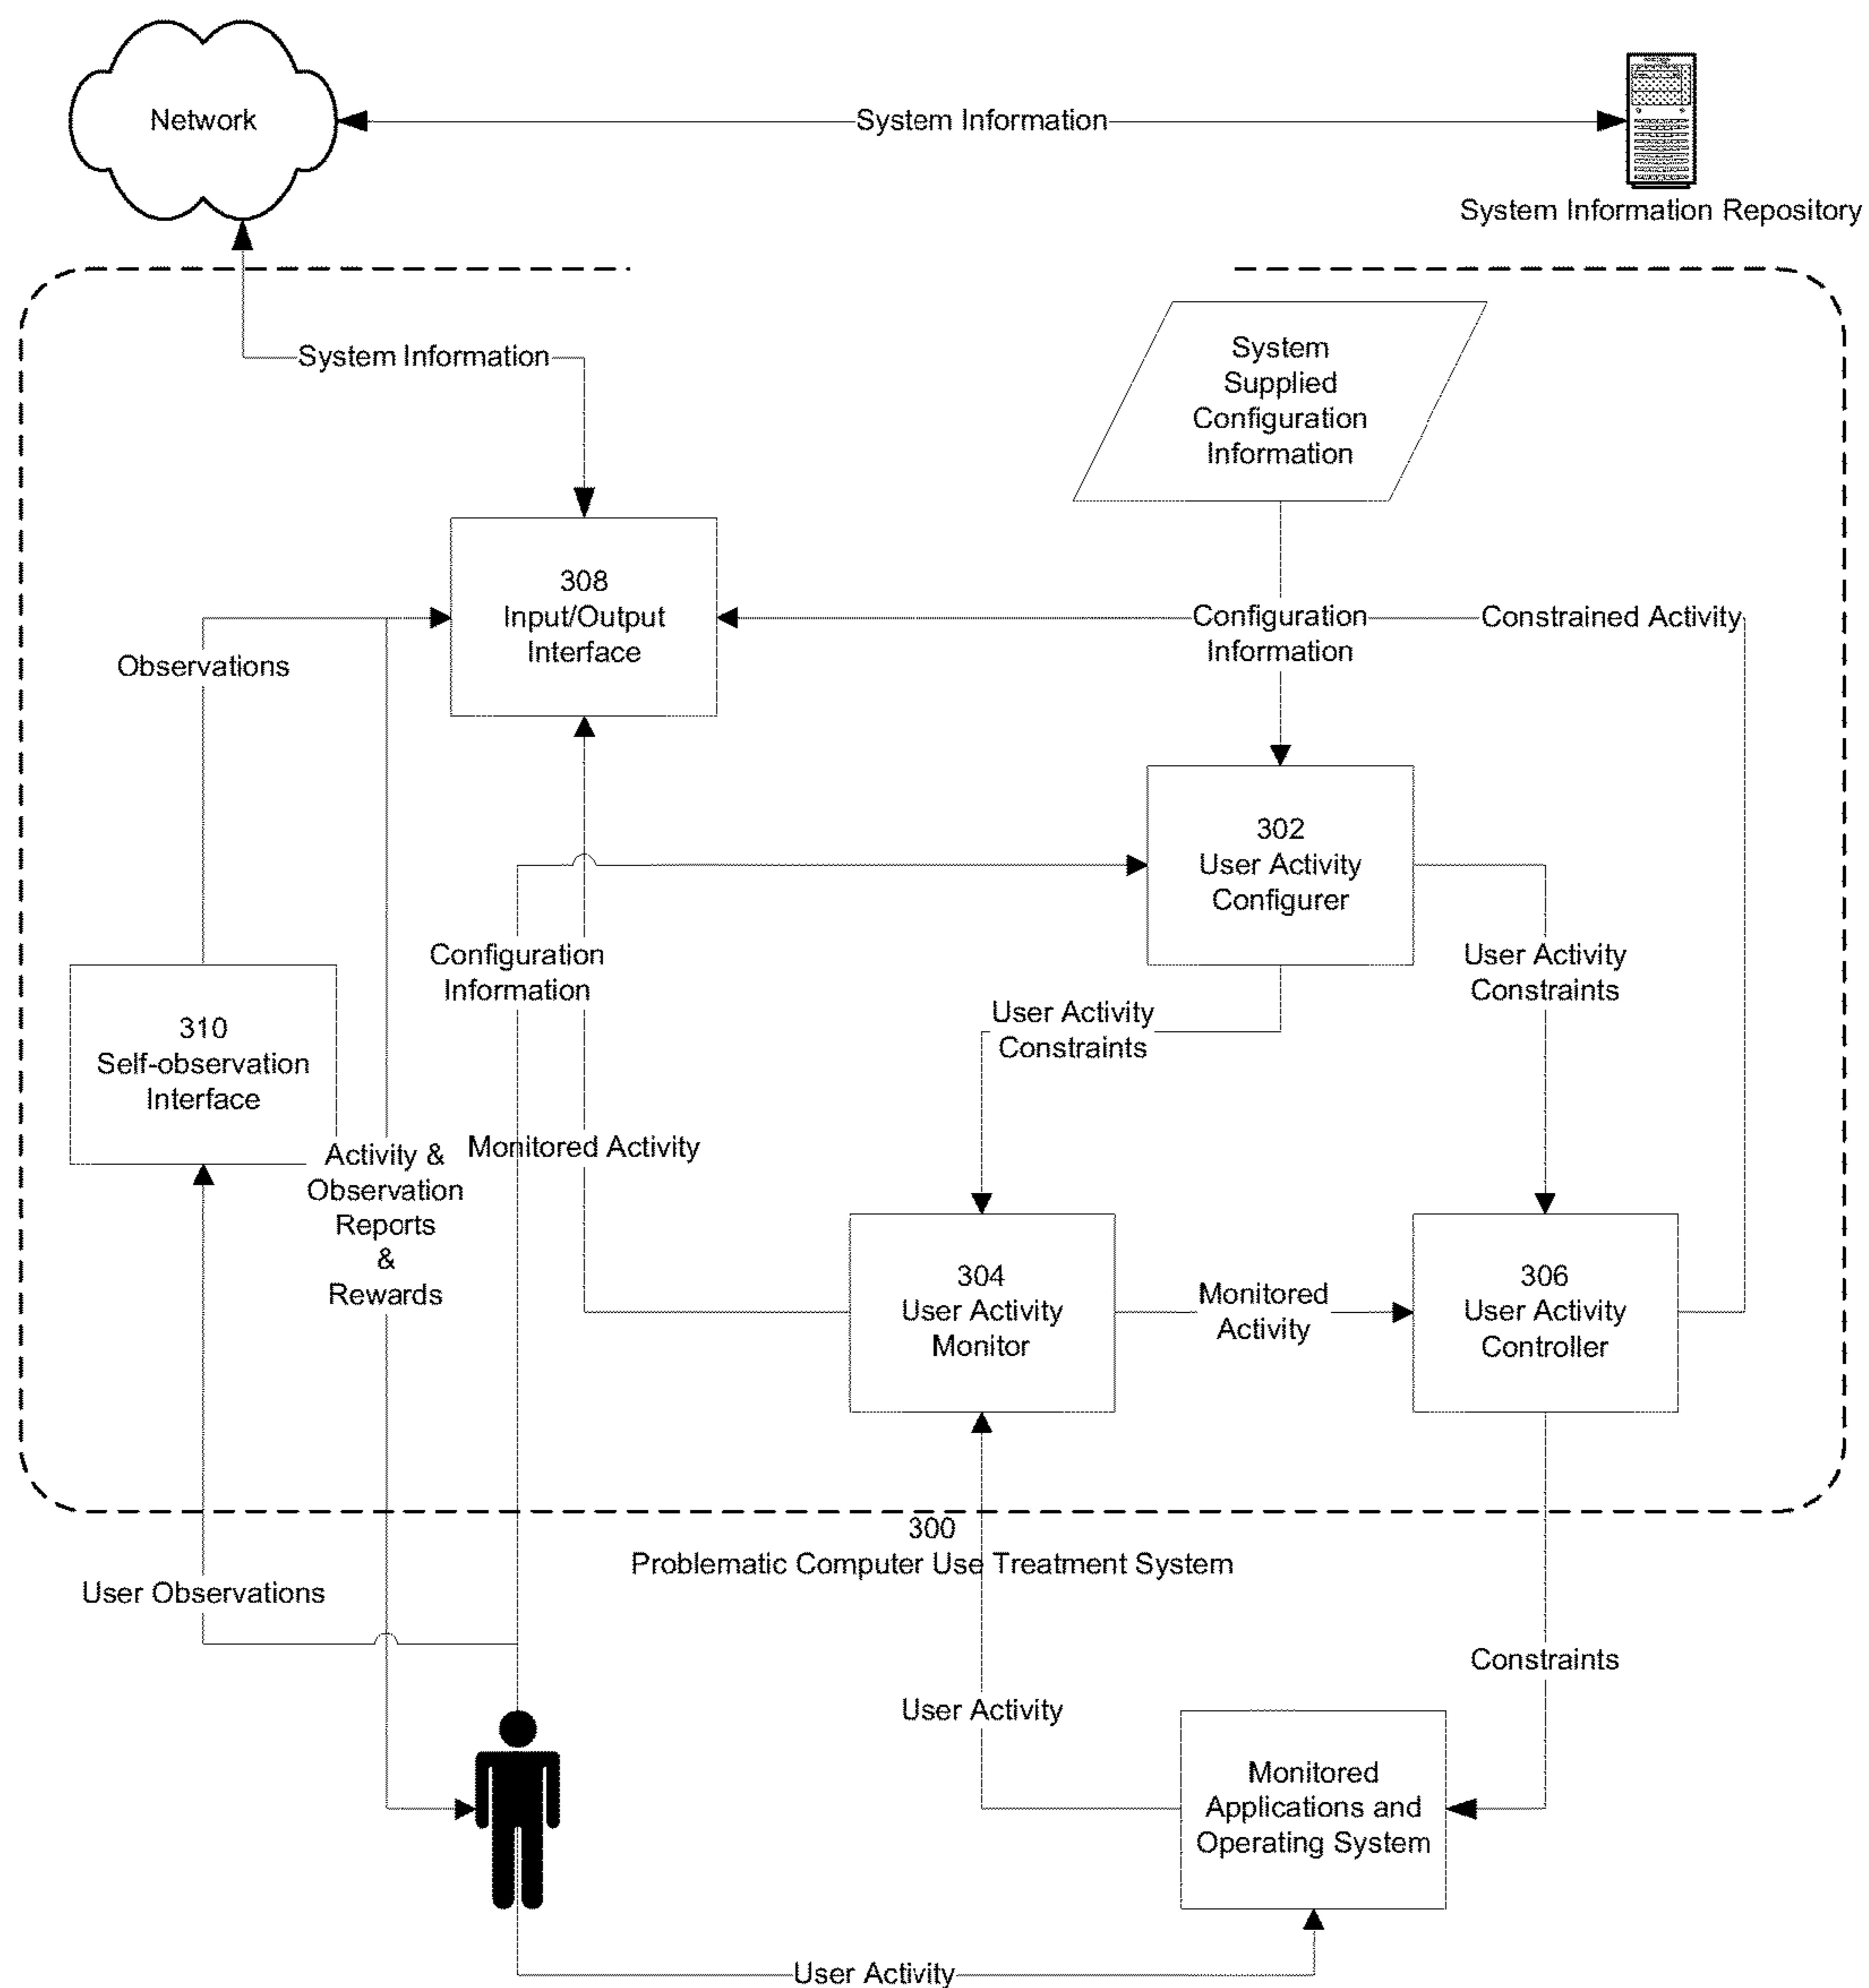 Network
System Information
System Information Repository
System Information
System
Supplied
Configuration
Information
308
Input/Output
Interface
Configuration
Information
Constrained Activity
Observations
302
User Activity
Configurer
Configuration
Information
User Activity
Constraints
User Activity
Constraints
310
Self-observation
Interface
Activity &
Observation
Reports
&
Rewards
Monitored Activity
304
User Activity
Monitor
Monitored
Activity
306
User Activity
Controller
300
Problematic Computer Use Treatment System
User Observations
Constraints
User Activity
Monitored
Applications and
Operating System
User Activity